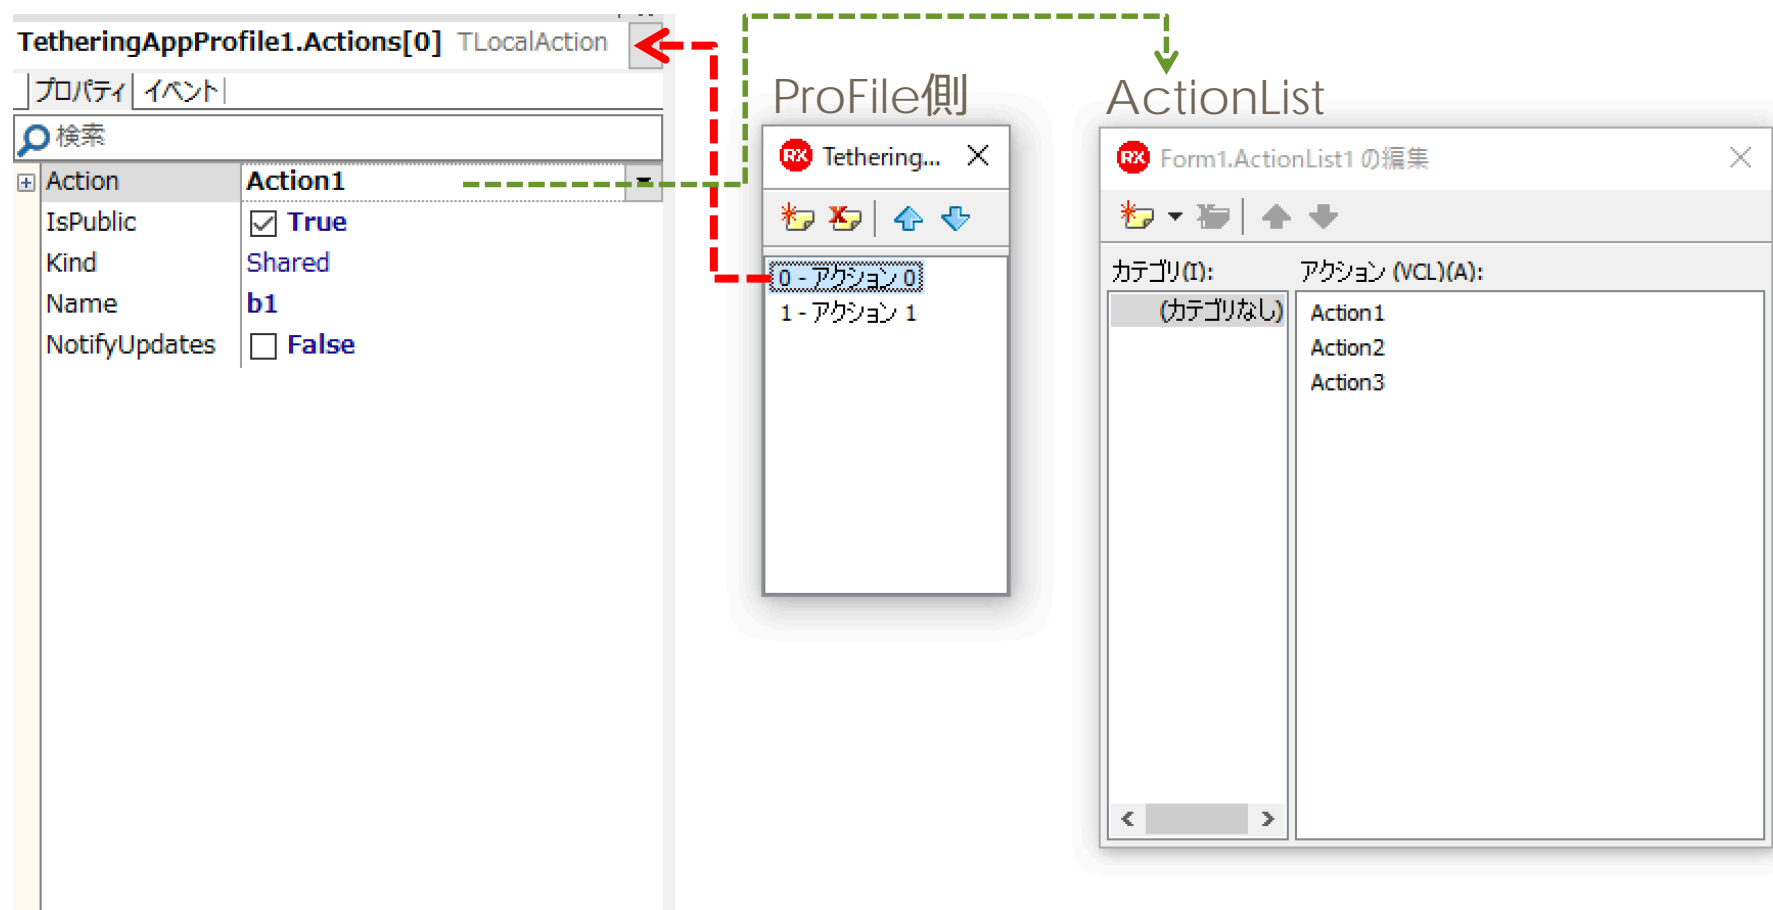 TetheringAppProfile1.Actions[0] TLocalAction
プロパティ イベント
検索
Action Action1
IsPublic True
Kind Shared
Name b1
NotifyUpdates False
ProFile側
Tethering...
0 - アクション 0
1 - アクション 1
ActionList
Form1.ActionList1 の編集
カテゴリ(I): アクション (VCL)(A):
(カテゴリなし)
Action1
Action2
Action3